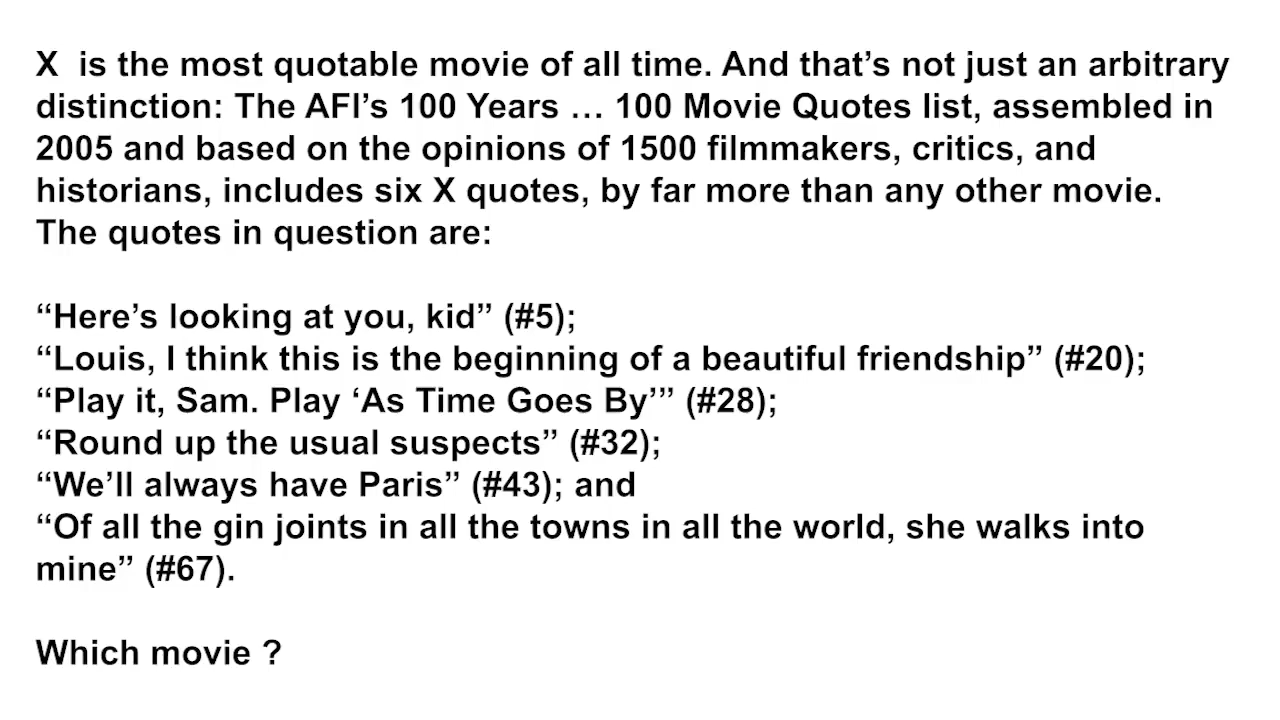 X  is the most quotable movie of all time. And that’s not just an arbitrary
distinction: The AFI’s 100 Years … 100 Movie Quotes list, assembled in
2005 and based on the opinions of 1500 filmmakers, critics, and
historians, includes six X quotes, by far more than any other movie.
The quotes in question are:
“Here’s looking at you, kid” (#5);
“Louis, I think this is the beginning of a beautiful friendship” (#20);
“Play it, Sam. Play ‘As Time Goes By’” (#28);
“Round up the usual suspects” (#32);
“We’ll always have Paris” (#43); and
“Of all the gin joints in all the towns in all the world, she walks into
mine” (#67).
Which movie ?